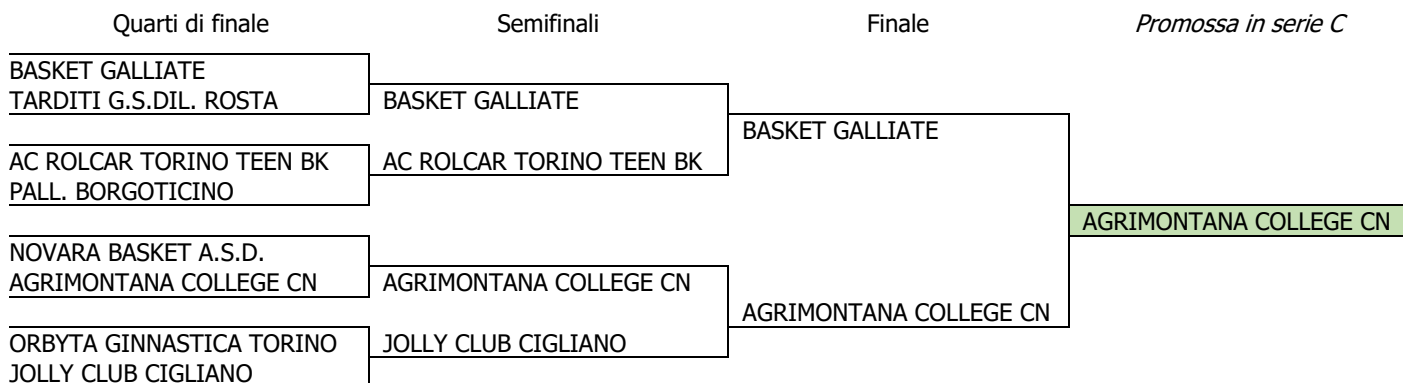 Quarti di finale
Semifinali
Finale
Promossa in serie C
BASKET GALLIATE
TARDITI G.S.DIL. ROSTA
AC ROLCAR TORINO TEEN BK
PALL. BORGOTICINO
NOVARA BASKET A.S.D.
AGRIMONTANA COLLEGE CN
ORBYTA GINNASTICA TORINO
JOLLY CLUB CIGLIANO
BASKET GALLIATE
AC ROLCAR TORINO TEEN BK
AGRIMONTANA COLLEGE CN
JOLLY CLUB CIGLIANO
BASKET GALLIATE
AGRIMONTANA COLLEGE CN
AGRIMONTANA COLLEGE CN